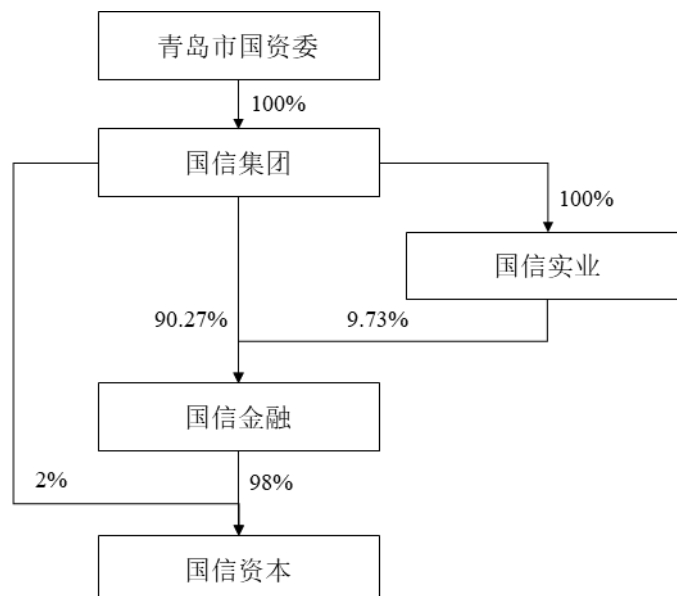 青岛市国资委
100%
国信集团
100%
国信实业
90.27%
9.73%
国信金融
2%
98%
国信资本